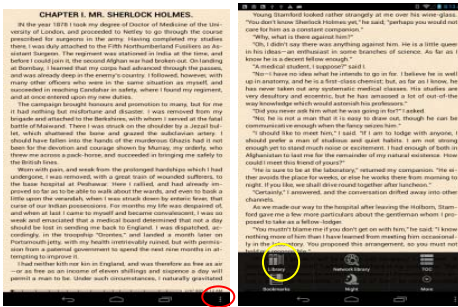 CHAPTER I. MR. SHERLOCK HOLMES.
IN the year 1878 I took my degree of Doctor of Medicine of the Uni-
versity of London, and proceeded to Netley to go through the course
prescribed for surgeons in the army. Having completed my studies
there, I was duly attached to the Fifth Northumberland Fusiliers as As-
sistant Surgeon. The regiment was stationed in India at the time, and
before I could join it, the second Afghan war had broken out. On landing
at Bombay, I learned that my corps had advanced through the passes,
and was already deep in the enemy's country. I followed, however, with
many other officers who were in the same situation as myself, and
succeeded in reaching Candahar in safety, where I found my regiment,
and at once entered upon my new duties.
The campaign brought honours and promotion to many, but for me
it had nothing but misfortune and disaster. I was removed from my
brigade and attached to the Berkshires, with whom I served at the fatal
battle of Maiwand. There I was struck on the shoulder by a Jezail bul-
let, which shattered the bone and grazed the subclavian artery. I
should have fallen into the hands of the murderous Ghazis had it not
been for the devotion and courage shown by Murray, my orderly, who
threw me across a pack-horse, and succeeded in bringing me safely to
the British lines.
Worn with pain, and weak from the prolonged hardships which I had
undergone, I was removed, with a great train of wounded sufferers, to
the base hospital at Peshawar. Here I rallied, and had already im-
proved so far as to be able to walk about the wards, and even to bask a
little upon the verandah, when I was struck down by enteric fever, that
curse of our Indian possessions. For months my life was despaired of,
and when at last I came to myself and became convalescent, I was so
weak and emaciated that a medical board determined that not a day
should be lost in sending me back to England. I was dispatched, ac-
cordingly, in the troopship "Orontes," and landed a month later on
Portsmouth jetty, with my health irretrievably ruined, but with permis-
sion from a paternal government to spend the next nine months in at-
tempting to improve it.
I had neither kith nor kin in England, and was therefore as free as air
—or as free as an income of eleven shillings and sixpence a day will
permit a man to be. Under such circumstances, I naturally gravitated
Young Stamford looked rather strangely at me over his wine-glass.
"You don't know Sherlock Holmes yet," he said; "perhaps you would not
care for him as a constant companion."
"Why, what is there against him?"
"Oh, I didn't say there was anything against him. He is a little queer
in his ideas—an enthusiast in some branches of science. As far as I
know he is a decent fellow enough."
"A medical student, I suppose?" said I.
"No—I have no idea what he intends to go in for. I believe he is well
up in anatomy, and he is a first-class chemist; but, as far as I know, he
has never taken out any systematic medical classes. His studies are
very desultory and eccentric, but he has amassed a lot of out-of-the
way knowledge which would astonish his professors."
"Did you never ask him what he was going in for?" I asked.
"No; he is not a man that it is easy to draw out, though he can be
communicative enough when the fancy seizes him."
"I should like to meet him," I said. "If I am to lodge with anyone, I
should prefer a man of studious and quiet habits. I am not strong
enough yet to stand much noise or excitement. I had enough of both in
Afghanistan to last me for the remainder of my natural existence. How
could I meet this friend of yours?"
"He is sure to be at the laboratory," returned my companion. "He ei-
ther avoids the place for weeks, or else he works there from morning to
night. If you like, we shall drive round together after luncheon."
"Certainly," I answered, and the conversation drifted away into other
channels.
As we made our way to the hospital after leaving the Holborn, Stam-
ford gave me a few more particulars about the gentleman whom I pro-
posed to take as a fellow-lodger.
"You mustn't blame me if you don't get on with him," he said; "I know
nothing more of him than I have learned from meeting him occasional-
ly in the laboratory. You proposed this arrangement, so you must not
Library
Network library
TOC
Bookmarks
Night
More